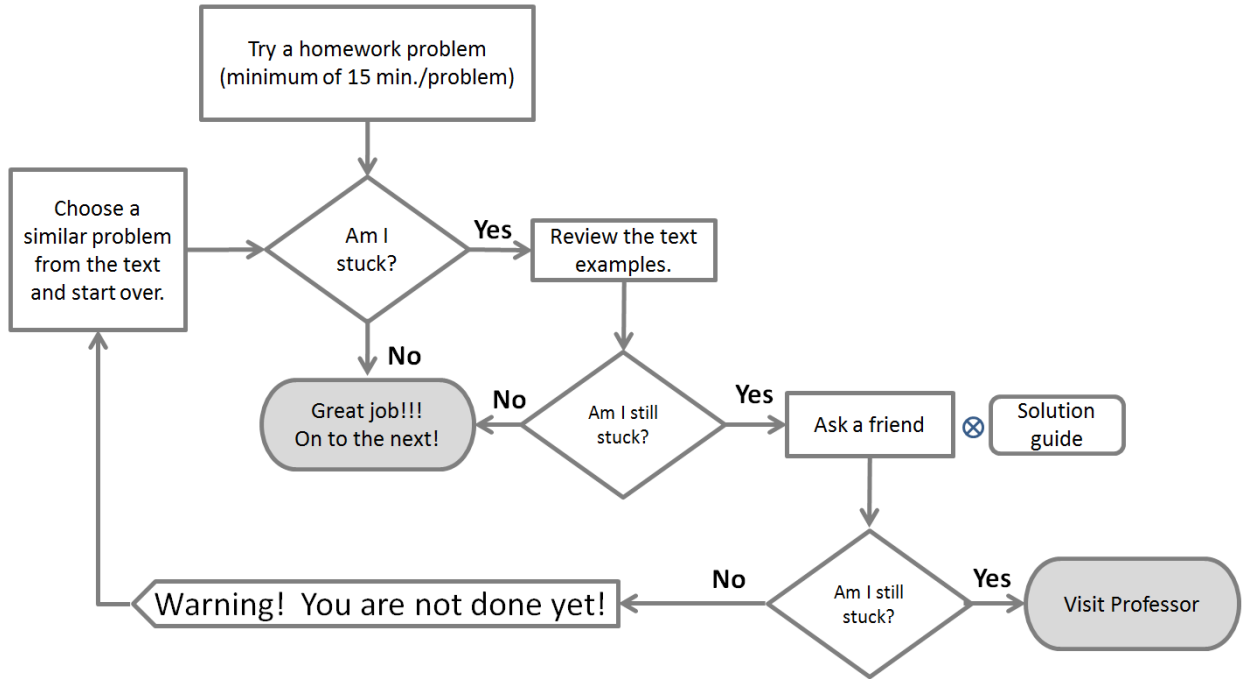 Try a homework problem
(minimum of 15 min./problem)
Choose a
similar problem
from the text
and start over.
Am I
stuck?
Yes
Review the text
examples.
No
Great job!!!
On to the next!
No
Am I still
stuck?
Yes
Ask a friend
Solution
guide
Warning!  You are not done yet!
No
Am I still
stuck?
Yes
Visit Professor